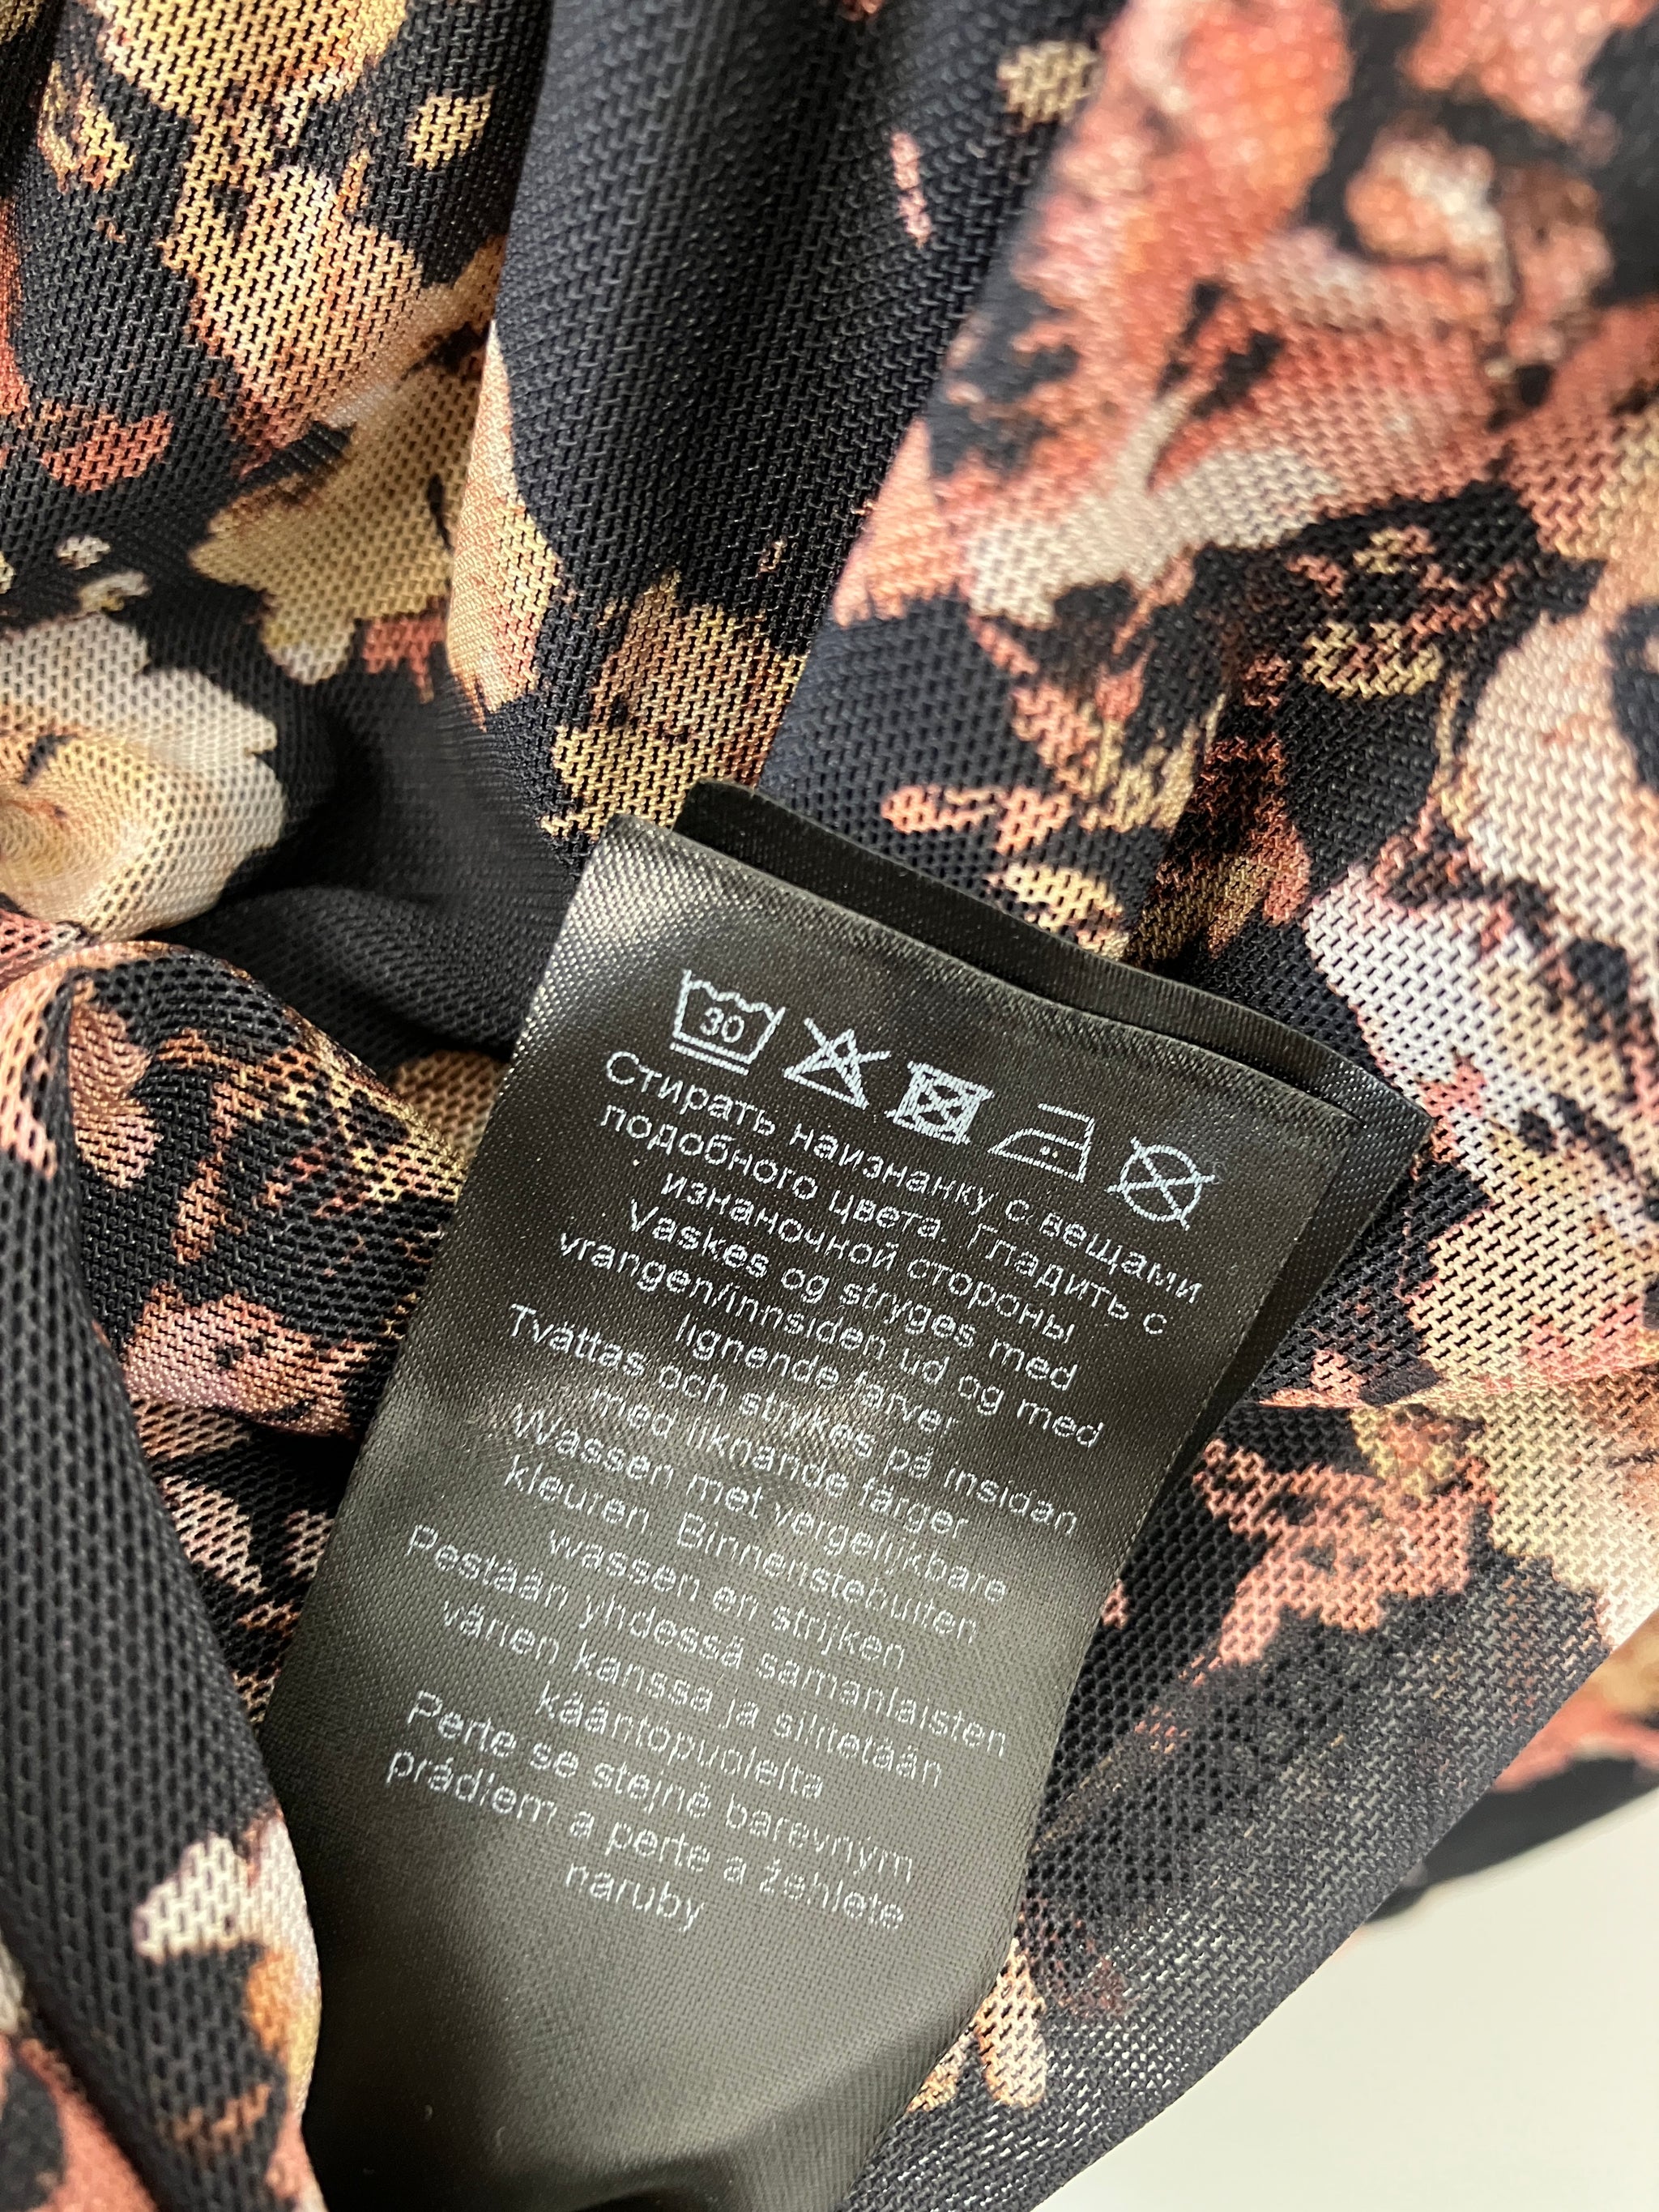 30
Стирать наизнанку с вещами
подобного цвета. Гладить с
изнаночной стороны
Vaskes og stryges med
vrangen/innsiden ud og med
lignende farver
Tvättas och strykes på insidan
med liknande färger
Wassen met vergelijkbare
kleuren. Binnenstebuiten
wassen en strijken
Pestään yhdessä samanlaisten
värien kanssa ja silitetään
kääntopuolelta
Perte se stejně barevným
prádlem a perte a žehlete
naruby